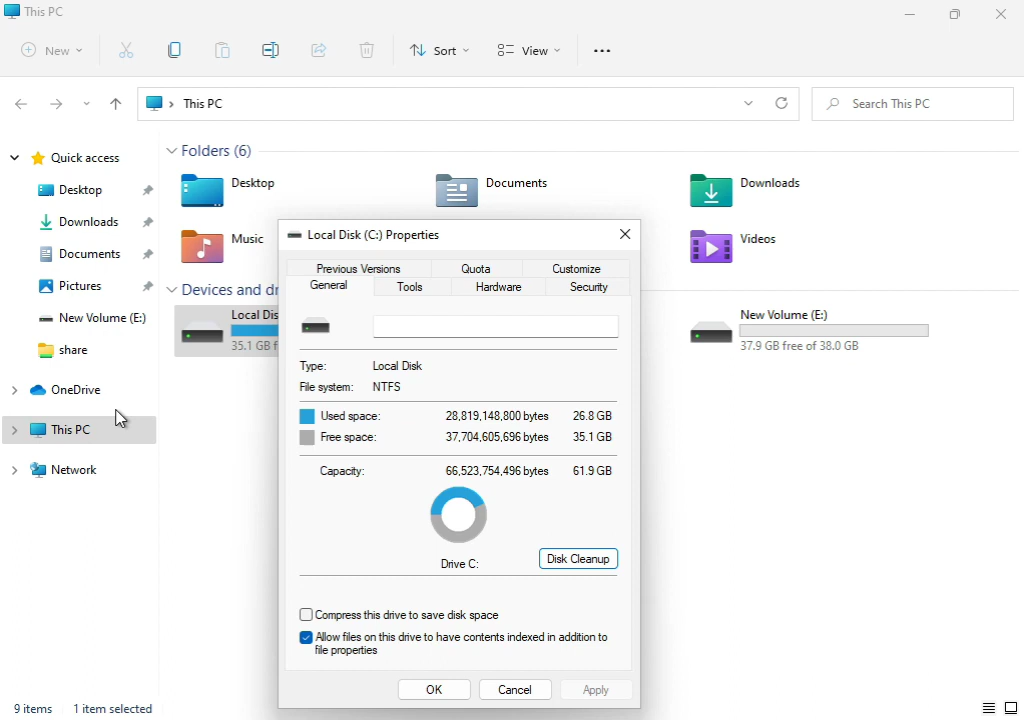 This PC
New
Sort
View
This PC
Search This PC
Quick access
Desktop
Downloads
Documents
Pictures
New Volume (E:)
share
OneDrive
This PC
Network
Folders (6)
Desktop
Documents
Downloads
Music
Videos
Devices and dr
Local Dis
35.1 GB f
New Volume (E:)
37.9 GB free of 38.0 GB
Local Disk (C:) Properties
Previous Versions
Quota
Customize
General
Tools
Hardware
Security
Type: Local Disk
File system: NTFS
Used space: 28,819,148,800 bytes 26.8 GB
Free space: 37,704,605,696 bytes 35.1 GB
Capacity: 66,523,754,496 bytes 61.9 GB
Drive C:
Disk Cleanup
Compress this drive to save disk space
Allow files on this drive to have contents indexed in addition to
file properties
OK
Cancel
Apply
9 items
1 item selected